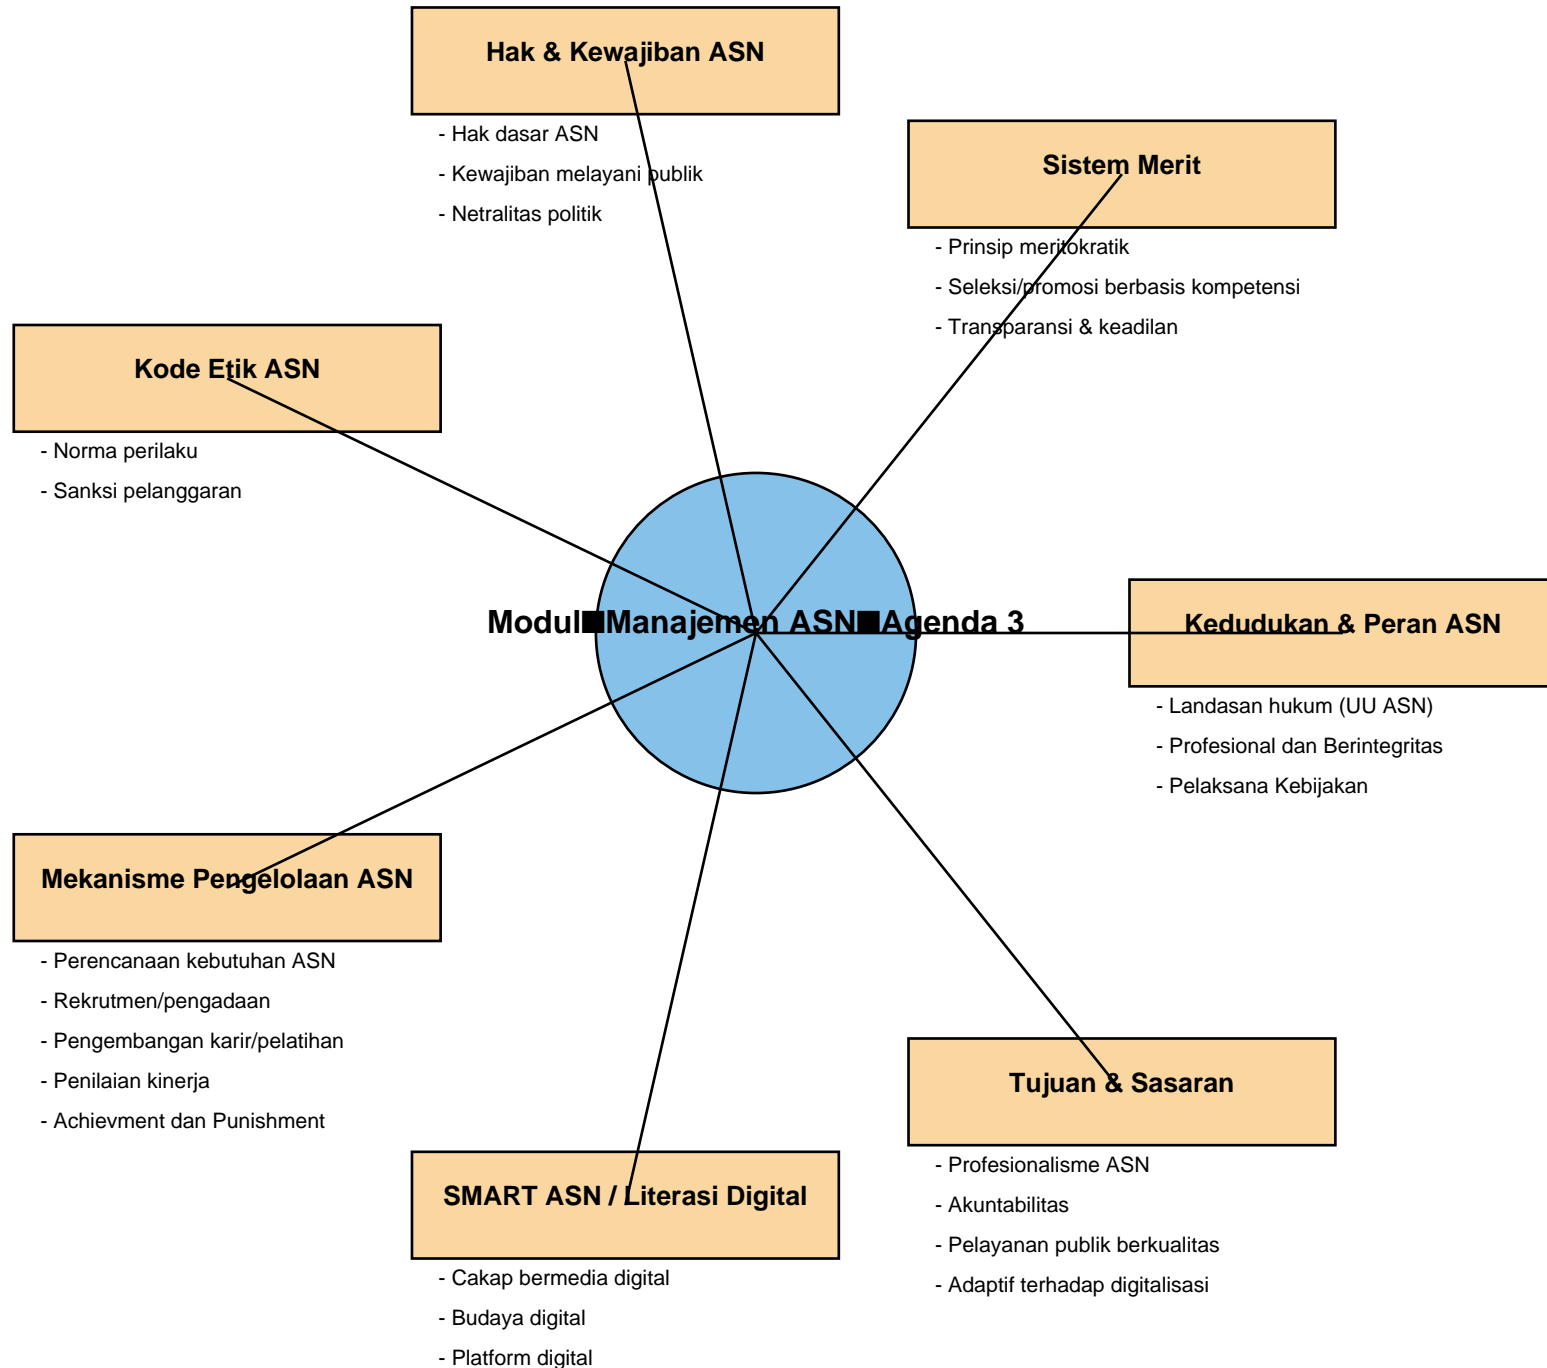 Hak & Kewajiban ASN
- Hak dasar ASN
- Kewajiban melayani publik
- Netralitas politik
Sistem Merit
- Prinsip meritokratik
- Seleksi/promosi berbasis kompetensi
- Transparansi & keadilan
Kode Etik ASN
- Norma perilaku
- Sanksi pelanggaran
Modul■Manajemen ASN■Agenda 3
Kedudukan & Peran ASN
- Landasan hukum (UU ASN)
- Profesional dan Berintegritas
- Pelaksana Kebijakan
Mekanisme Pengelolaan ASN
- Perencanaan kebutuhan ASN
- Rekrutmen/pengadaan
- Pengembangan karir/pelatihan
- Penilaian kinerja
- Achievment dan Punishment
Tujuan & Sasaran
- Profesionalisme ASN
- Akuntabilitas
- Pelayanan publik berkualitas
- Adaptif terhadap digitalisasi
SMART ASN / Literasi Digital
- Cakap bermedia digital
- Budaya digital
- Platform digital